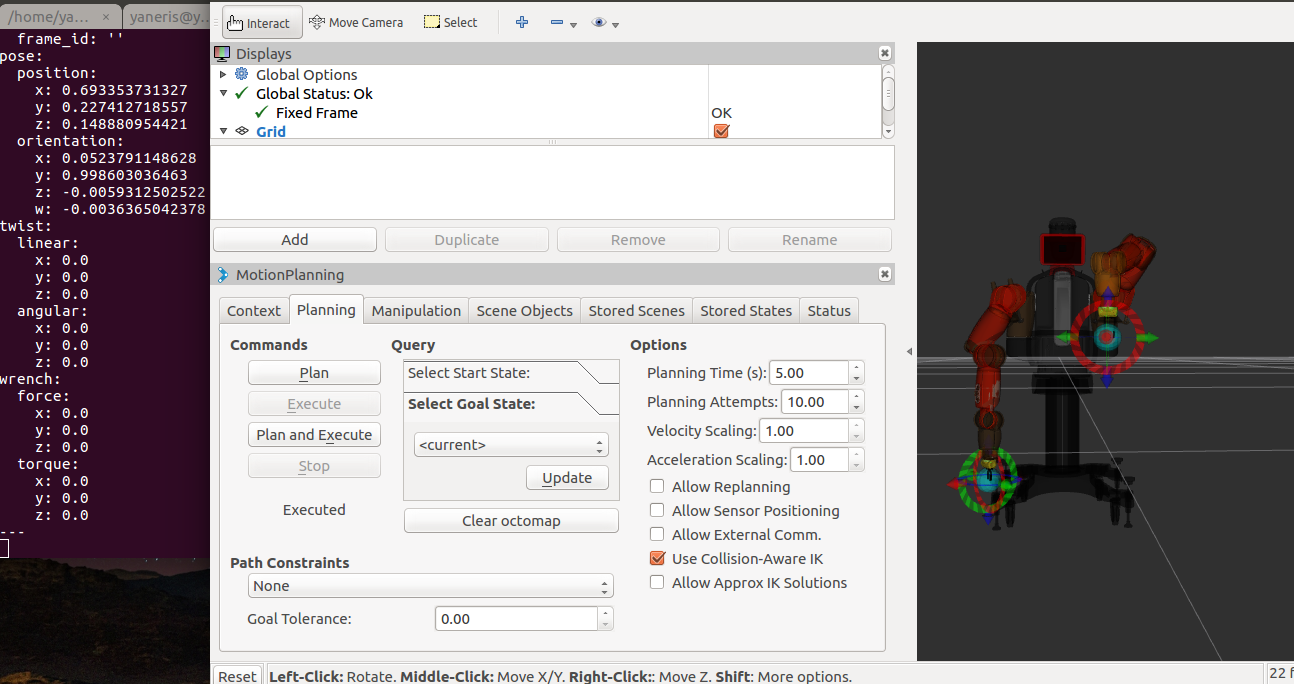 /home/ya... ×
yaneris@y...
  frame_id: ''
pose:
  position:
    x: 0.693353731327
    y: 0.227412718557
    z: 0.148880954421
  orientation:
    x: 0.0523791148628
    y: 0.998603036463
    z: -0.0059312502522
    w: -0.0036365042378
twist:
  linear:
    x: 0.0
    y: 0.0
    z: 0.0
  angular:
    x: 0.0
    y: 0.0
    z: 0.0
wrench:
  force:
    x: 0.0
    y: 0.0
    z: 0.0
  torque:
    x: 0.0
    y: 0.0
    z: 0.0
---
Interact Move Camera Select
Displays
Global Options
Global Status: Ok
Fixed Frame OK
Grid
Add Duplicate Remove Rename
MotionPlanning
Context Planning Manipulation Scene Objects Stored Scenes Stored States Status
Commands
Plan
Execute
Plan and Execute
Stop
Executed
Query
Select Start State:
Select Goal State:
<current>
Update
Clear octomap
Options
Planning Time (s): 5.00
Planning Attempts: 10.00
Velocity Scaling: 1.00
Acceleration Scaling: 1.00
Allow Replanning
Allow Sensor Positioning
Allow External Comm.
Use Collision-Aware IK
Allow Approx IK Solutions
Path Constraints
None
Goal Tolerance: 0.00
Reset Left-Click: Rotate. Middle-Click: Move X/Y. Right-Click:: Move Z. Shift: More options.
22 f